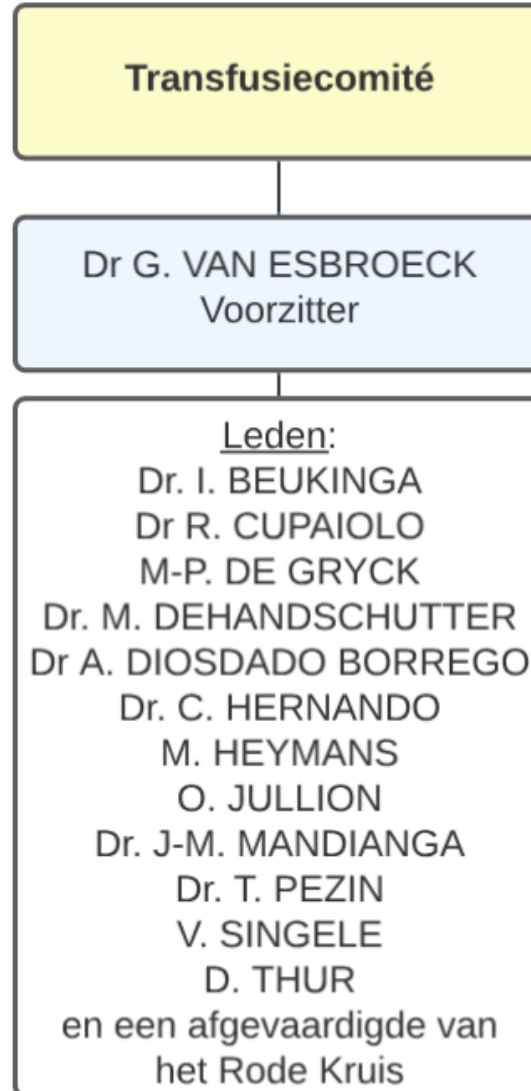 Transfusiecomité
Dr G. VAN ESBROECK
Voorzitter
Leden:
Dr. I. BEUKINGA
Dr R. CUPAIOLO
M-P. DE GRYCK
Dr. M. DEHANDSCHUTTER
Dr A. DIOSDADO BORREGO
Dr. C. HERNANDO
M. HEYMANS
O. JULLION
Dr. J-M. MANDIANGA
Dr. T. PEZIN
V. SINGELE
D. THUR
en een afgevaardigde van
het Rode Kruis